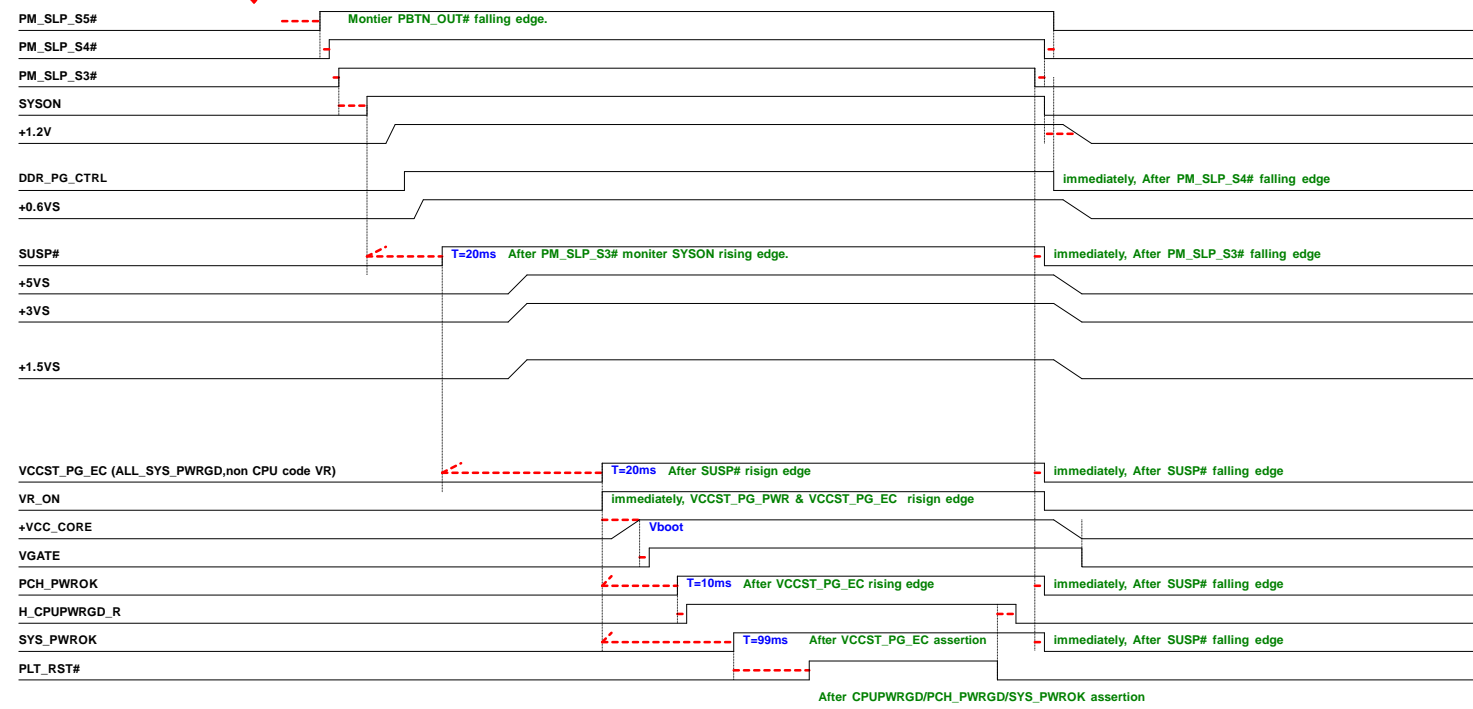 PM_SLP_S5# Montier PBTN_OUT# falling edge.
PM_SLP_S4#
PM_SLP_S3#
SYSON
+1.2V
DDR_PG_CTRL immediately, After PM_SLP_S4# falling edge
+0.6VS
SUSP# T=20ms After PM_SLP_S3# moniter SYSON rising edge. immediately, After PM_SLP_S3# falling edge
+5VS
+3VS
+1.5VS
VCCST_PG_EC (ALL_SYS_PWRGD,non CPU code VR) T=20ms After SUSP# risign edge immediately, After SUSP# falling edge
VR_ON immediately, VCCST_PG_PWR & VCCST_PG_EC risign edge
+VCC_CORE Vboot
VGATE
PCH_PWROK T=10ms After VCCST_PG_EC rising edge immediately, After SUSP# falling edge
H_CPUPWRGD_R
SYS_PWROK T=99ms After VCCST_PG_EC assertion immediately, After SUSP# falling edge
PLT_RST#
After CPUPWRGD/PCH_PWRGD/SYS_PWROK assertion